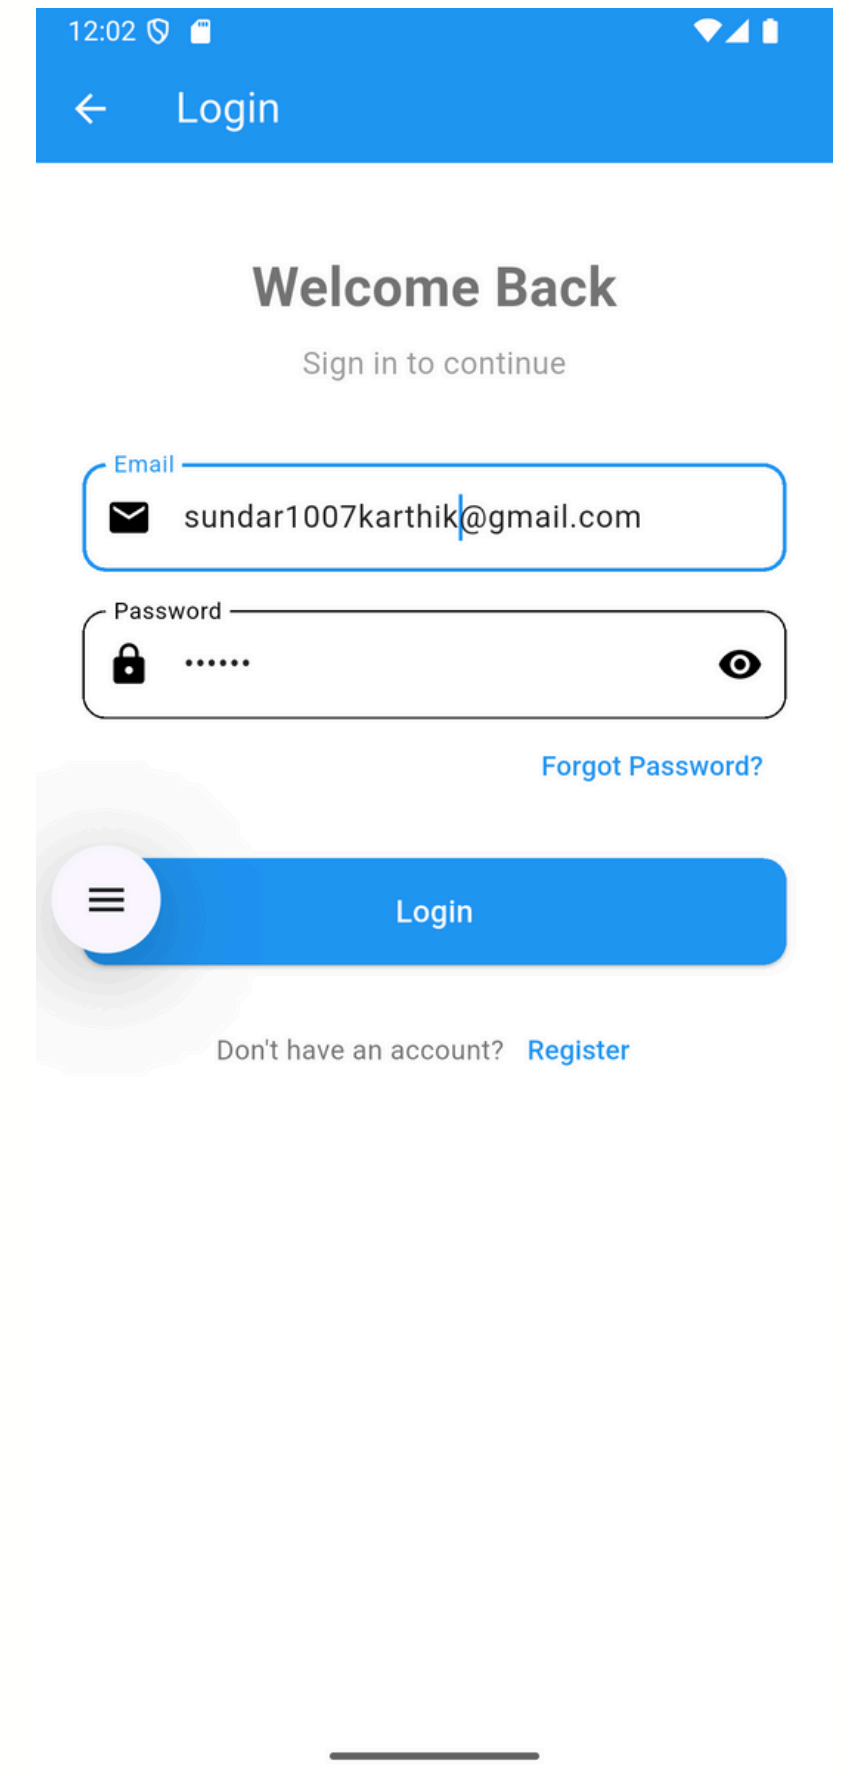 12:02
Login
Welcome Back
Sign in to continue
Email
sundar1007karthik@gmail.com
Password
••••••
Forgot Password?
Login
Don't have an account? Register